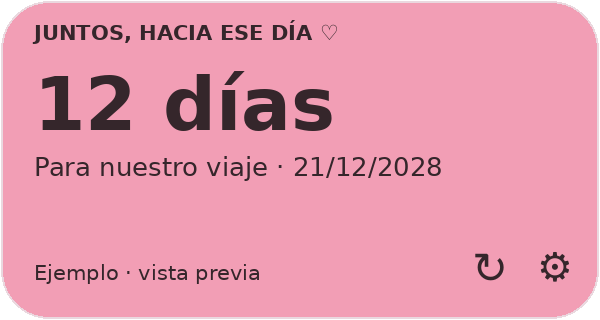 JUNTOS, HACIA ESE DÍA ♡
12 días
Para nuestro viaje · 21/12/2028
Ejemplo · vista previa